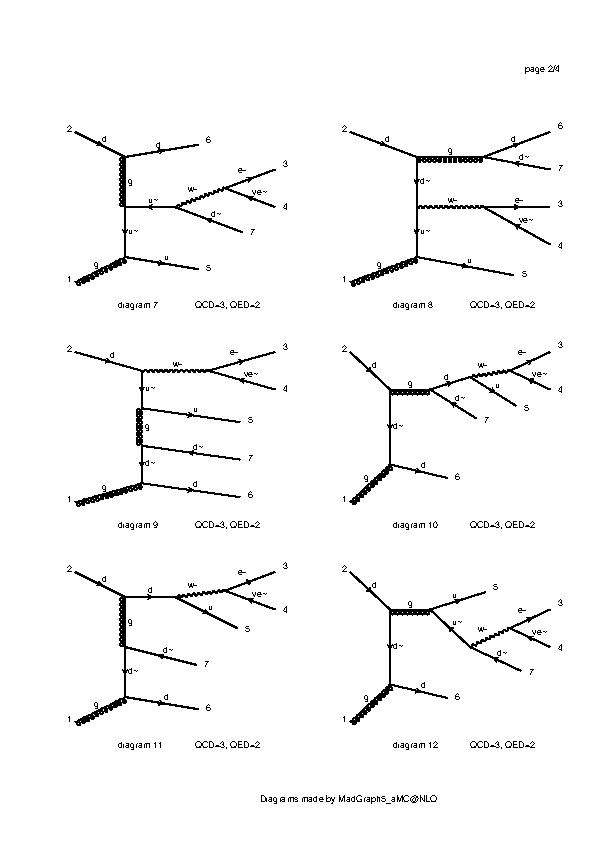 page 2/4
2 d d 6
g
e- 3
w-
u~ ve~ 4
d~
7
u~
g u
1 5
diagram 7 QCD=3, QED=2
2 d g d 6
d~ 7
d~
w- e- 3
ve~
u~ 4
g u
1 5
diagram 8 QCD=3, QED=2
2 d w- e- 3
ve~ 4
u~
u 5
g
d~ 7
d~
g d 6
1
diagram 9 QCD=3, QED=2
2 d g d w- e- 3
ve~ 4
u 5
d~ 7
d~
g d 6
1
diagram 10 QCD=3, QED=2
2 d d w- e- 3
ve~ 4
u 5
g
d~ 7
d~
g d 6
1
diagram 11 QCD=3, QED=2
2 d g u 5
u~ w- e- 3
ve~ 4
d~ 7
d~
g d 6
1
diagram 12 QCD=3, QED=2
Diagrams made by MadGraph5_aMC@NLO